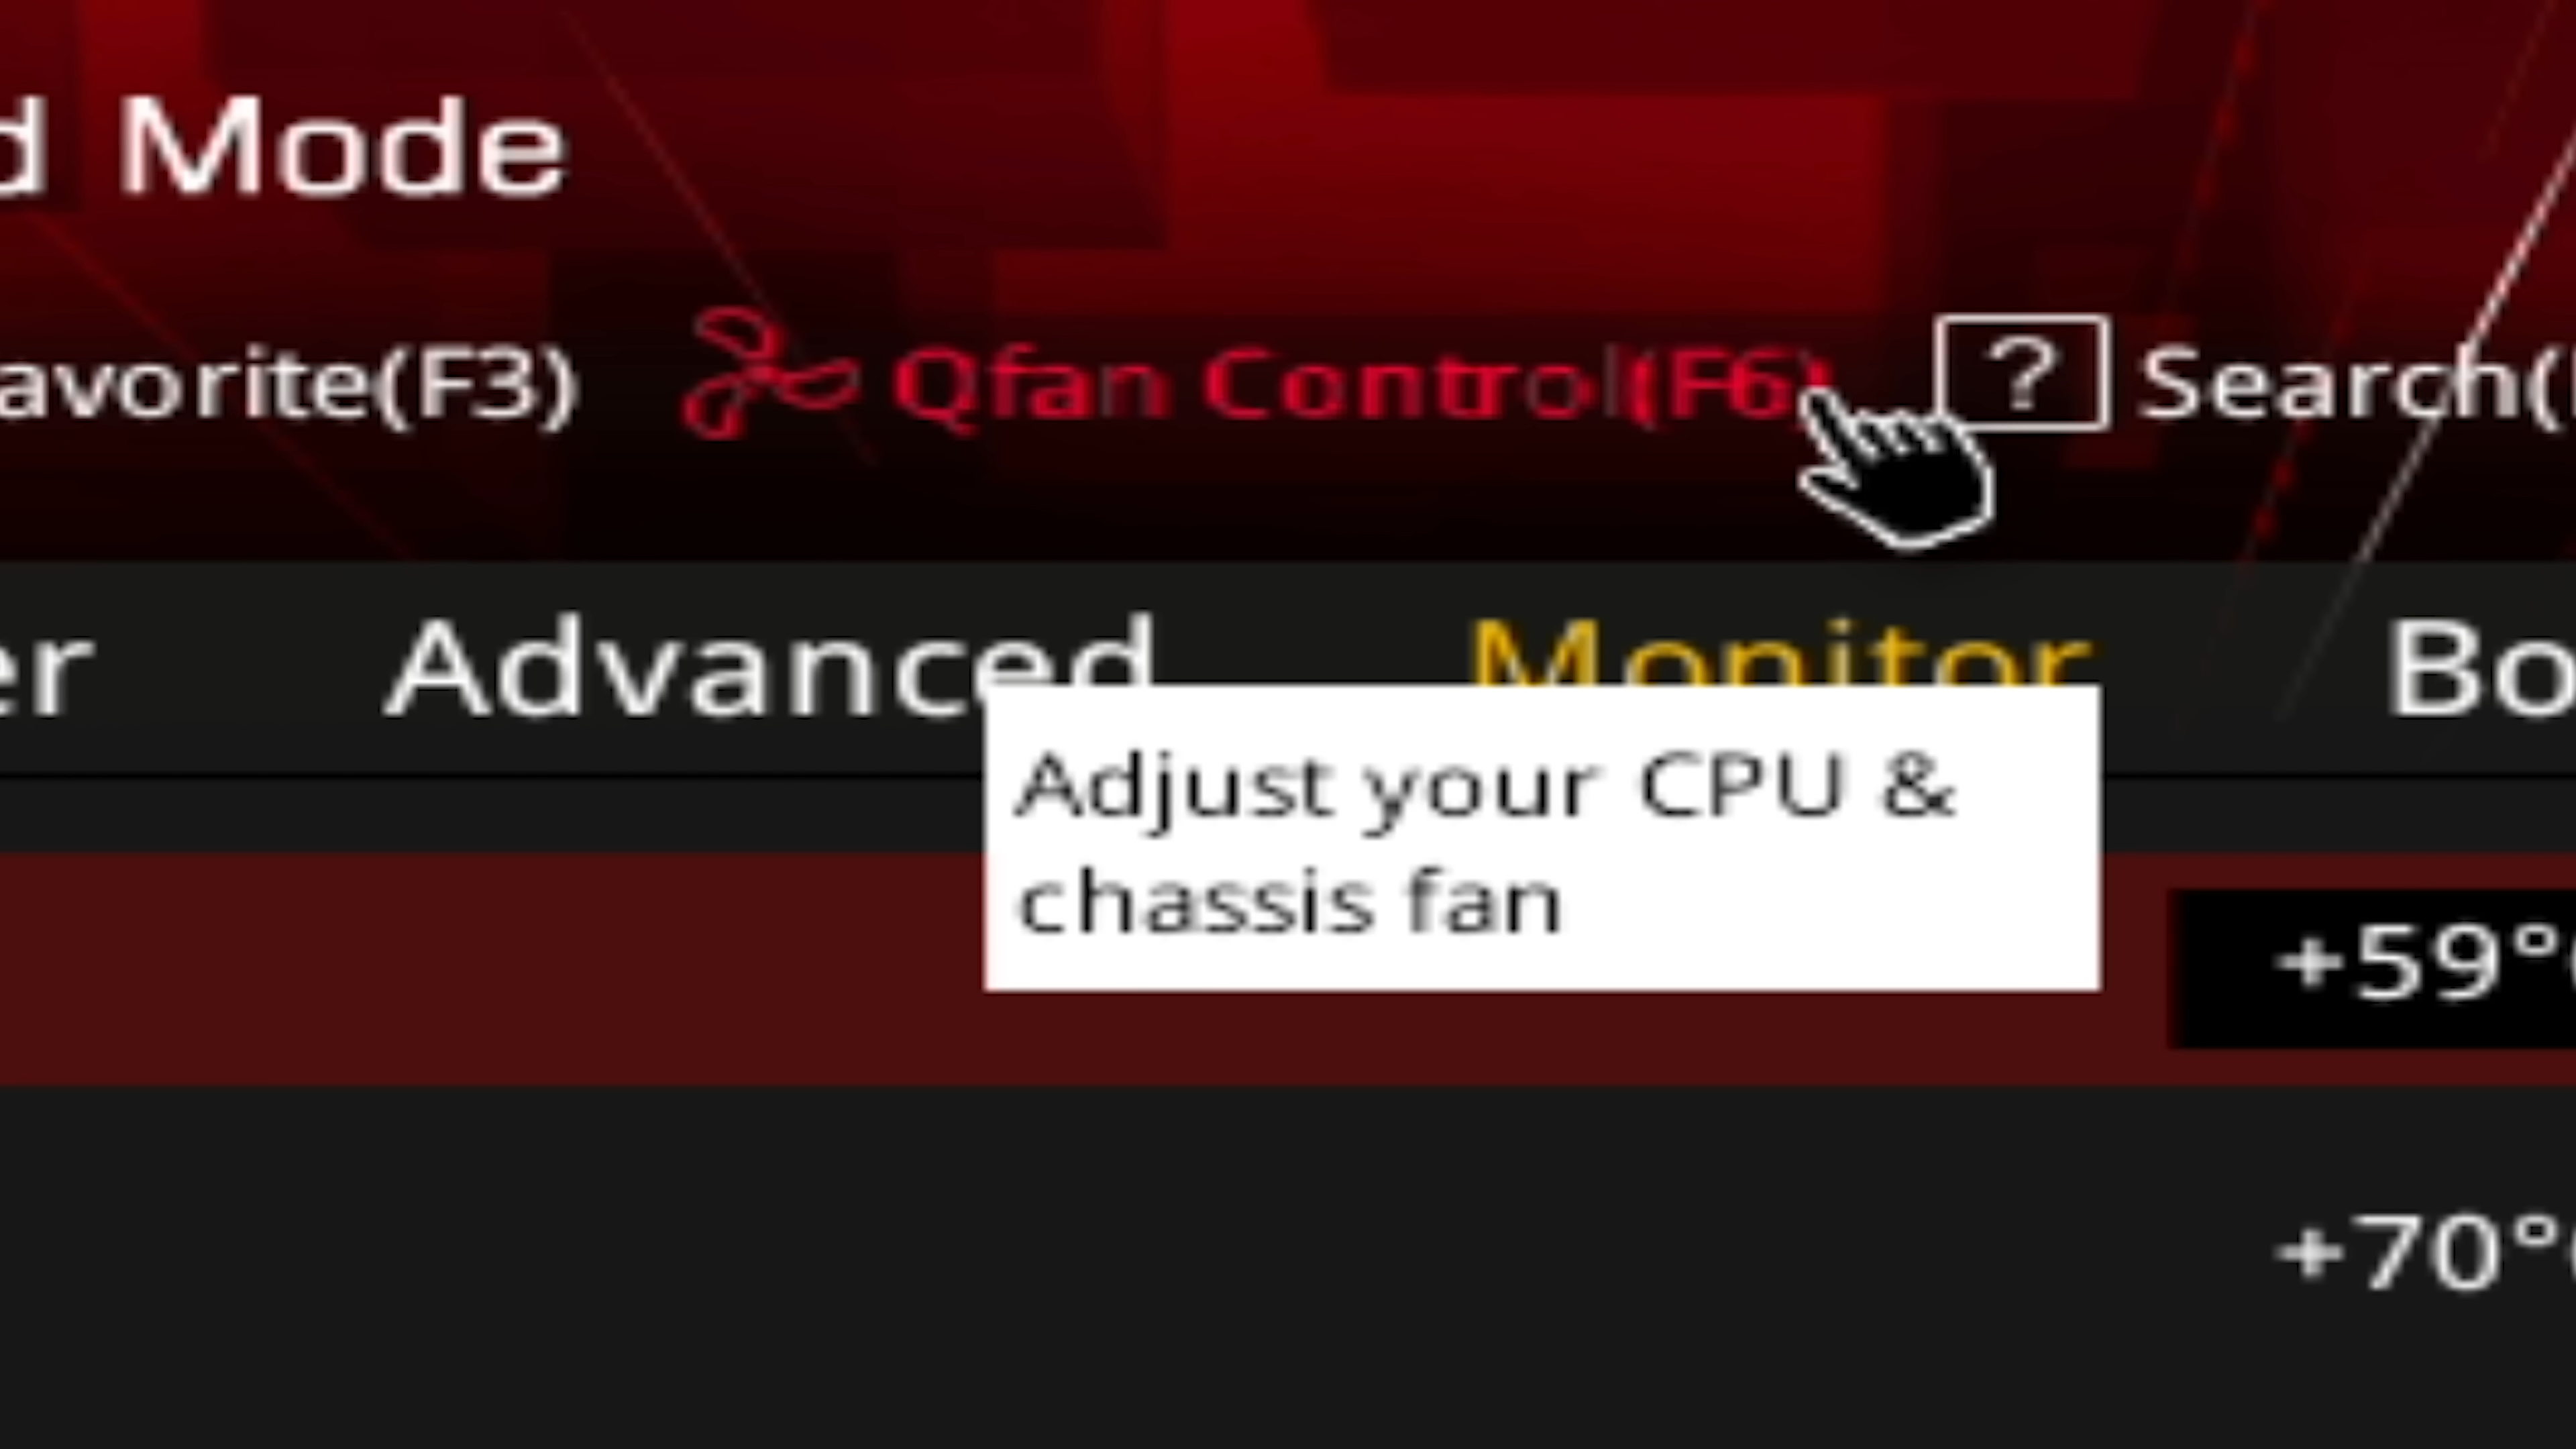 d Mode
avorite(F3) Qfan Control(F6) ? Search(
er Advanced Monitor Bo
Adjust your CPU &
chassis fan
+59°
+70°